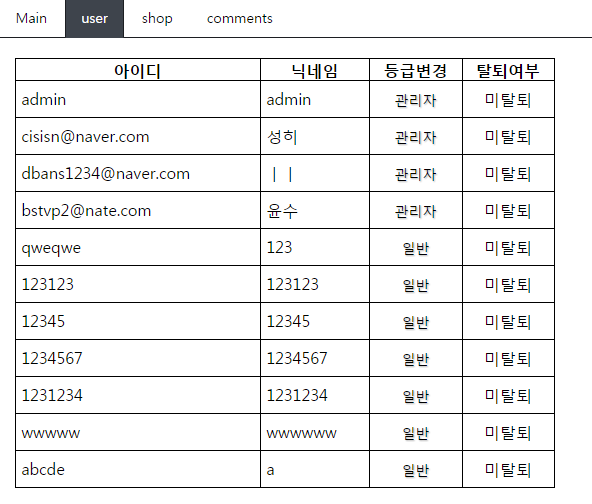 Main user shop comments
아이디 닉네임 등급변경 탈퇴여부
admin admin 관리자 미탈퇴
cisisn@naver.com 성히 관리자 미탈퇴
dbans1234@naver.com ㅣㅣ 관리자 미탈퇴
bstvp2@nate.com 윤수 관리자 미탈퇴
qweqwe 123 일반 미탈퇴
123123 123123 일반 미탈퇴
12345 12345 일반 미탈퇴
1234567 1234567 일반 미탈퇴
1231234 1231234 일반 미탈퇴
wwwww wwwwww 일반 미탈퇴
abcde a 일반 미탈퇴